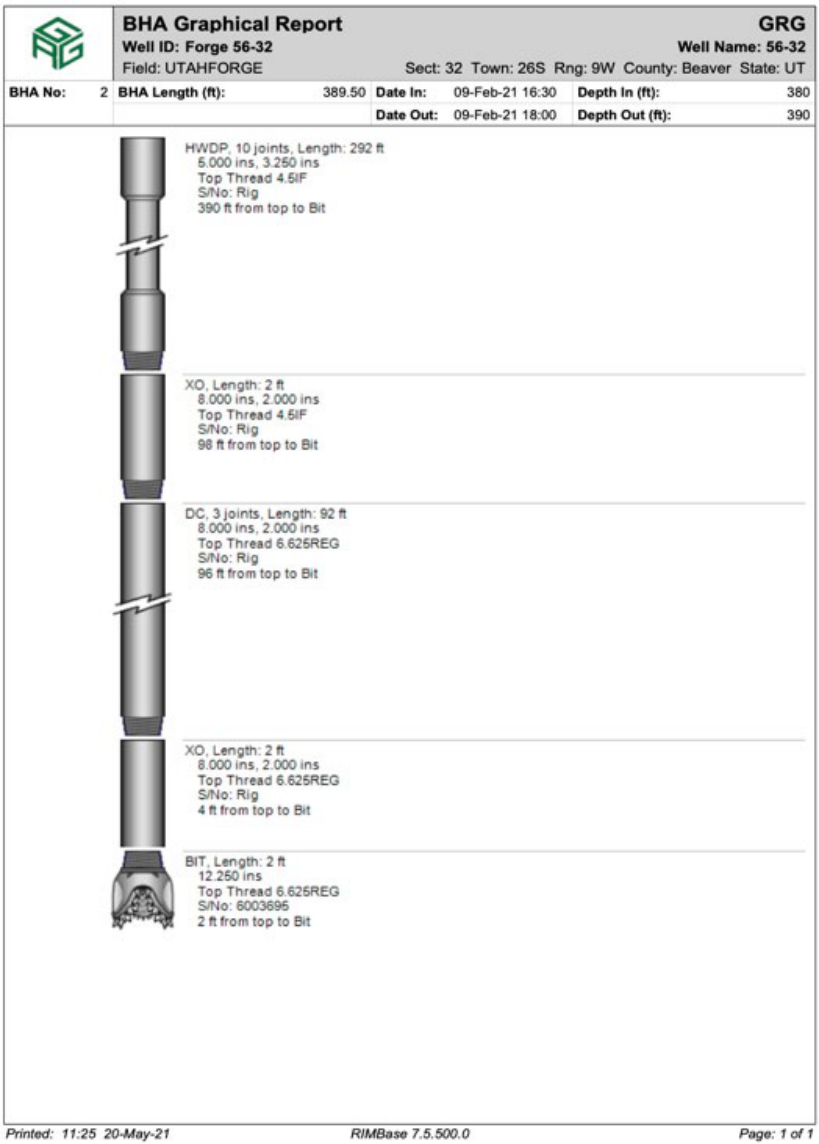 BHA Graphical Report GRG
Well ID: Forge 56-32 Well Name: 56-32
Field: UTAHFORGE Sect: 32 Town: 26S Rng: 9W County: Beaver State: UT
BHA No: 2 BHA Length (ft): 389.50 Date In: 09-Feb-21 16:30 Depth In (ft): 380
Date Out: 09-Feb-21 18:00 Depth Out (ft): 390
HWDP, 10 joints, Length: 292 ft
5.000 ins, 3.250 ins
Top Thread 4.5IF
S/No: Rig
390 ft from top to Bit
XO, Length: 2 ft
8.000 ins, 2.000 ins
Top Thread 4.5IF
S/No: Rig
98 ft from top to Bit
DC, 3 joints, Length: 92 ft
8.000 ins, 2.000 ins
Top Thread 6.625REG
S/No: Rig
96 ft from top to Bit
XO, Length: 2 ft
8.000 ins, 2.000 ins
Top Thread 6.625REG
S/No: Rig
4 ft from top to Bit
BIT, Length: 2 ft
12.250 ins
Top Thread 6.625REG
S/No: 6003695
2 ft from top to Bit
Printed: 11:25 20-May-21 RIMBase 7.5.500.0 Page: 1 of 1